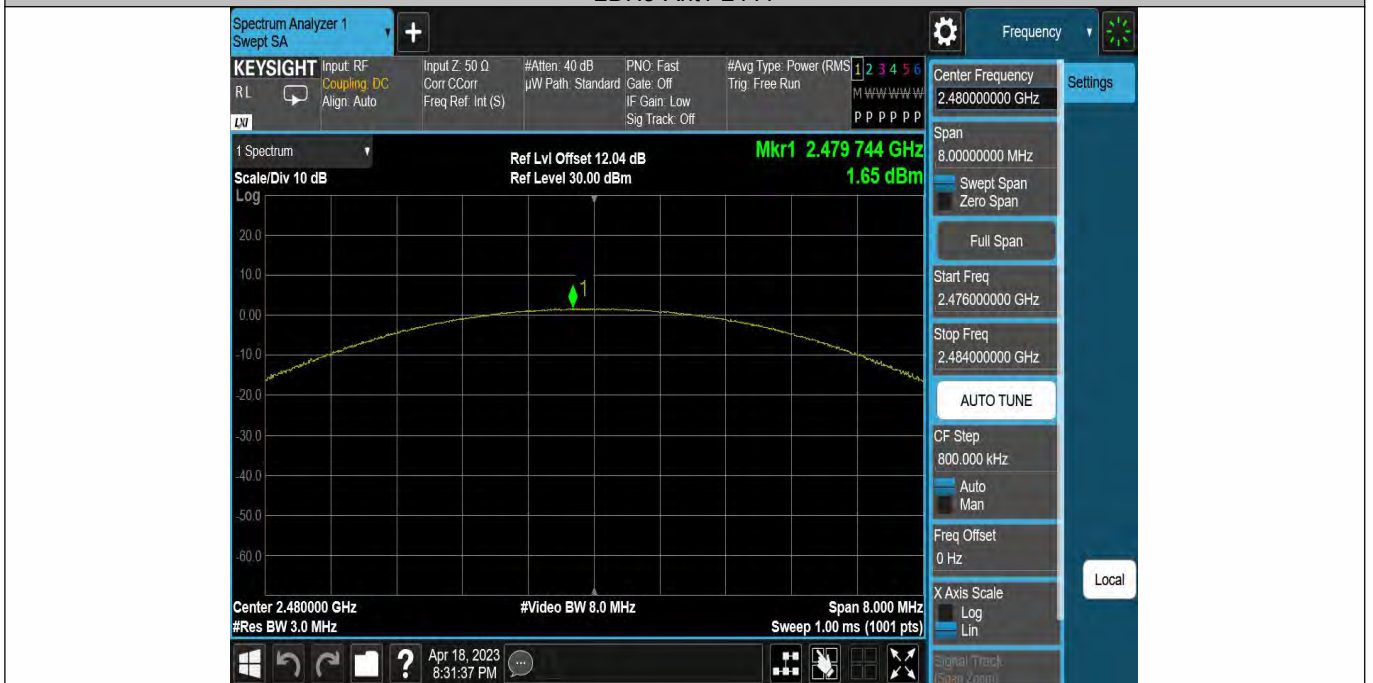 Spectrum Analyzer 1
Swept SA
Frequency
KEYSIGHT
RL
LXI
Input: RF
Coupling: DC
Align: Auto
Input Z: 50 Ω
Corr CCorr
Freq Ref: Int (S)
#Atten: 40 dB
µW Path: Standard
PNO: Fast
Gate: Off
IF Gain: Low
Sig Track: Off
#Avg Type: Power (RMS
Trig: Free Run
1 2 3 4 5 6
M W W W W W
P P P P P P
Center Frequency
2.480000000 GHz
Settings
Span
8.00000000 MHz
Swept Span
Zero Span
Full Span
Start Freq
2.476000000 GHz
Stop Freq
2.484000000 GHz
AUTO TUNE
CF Step
800.000 kHz
Auto
Man
Freq Offset
0 Hz
X Axis Scale
Log
Lin
Signal Track
(Span Zoom)
Local
1 Spectrum
Scale/Div 10 dB
Log
Ref Lvl Offset 12.04 dB
Ref Level 30.00 dBm
Mkr1 2.479 744 GHz
1.65 dBm
20.0
10.0
0.00
-10.0
-20.0
-30.0
-40.0
-50.0
-60.0
1
Center 2.480000 GHz
#Res BW 3.0 MHz
#Video BW 8.0 MHz
Span 8.000 MHz
Sweep 1.00 ms (1001 pts)
Apr 18, 2023
8:31:37 PM